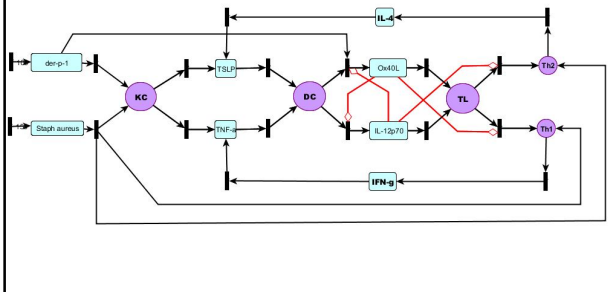 IL-4
der-p-1
TSLP
Ox40L
Th2
KC
DC
TL
Staph aureus
TNF-a
IL-12p70
Th1
IFN-g